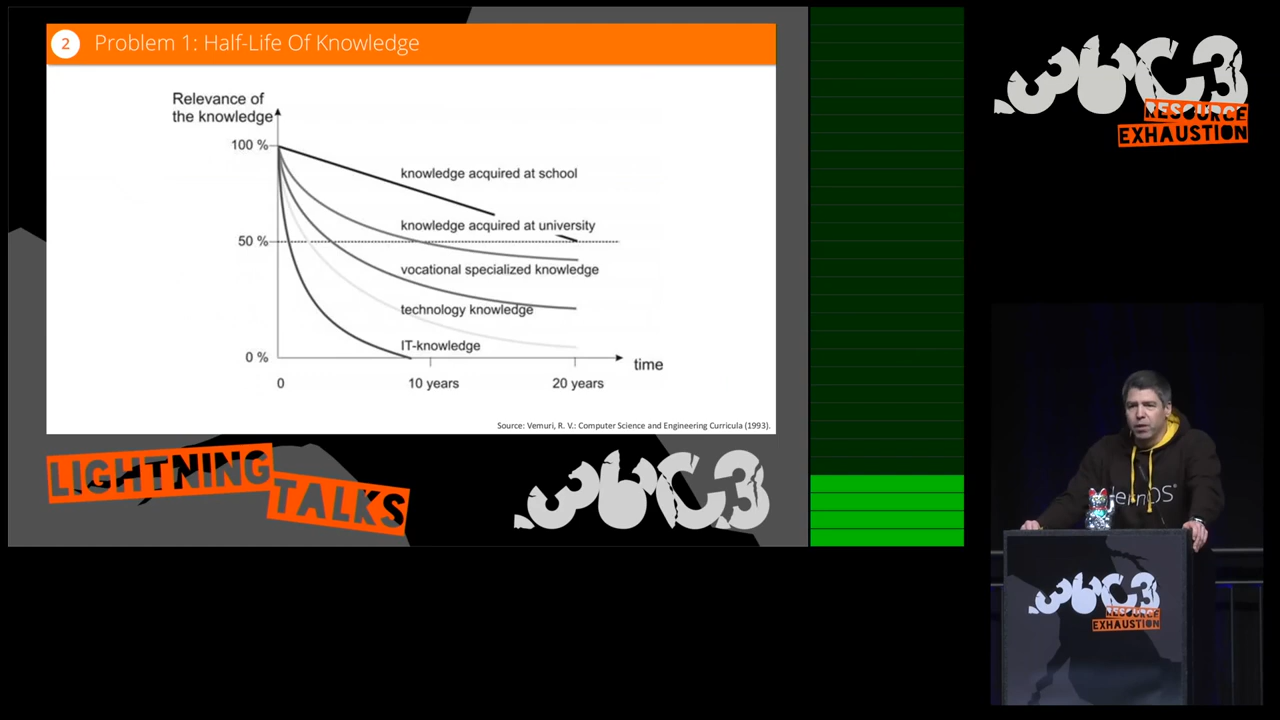 2 Problem 1: Half-Life Of Knowledge
Relevance of
the knowledge
100 %
knowledge acquired at school
knowledge acquired at university
50 %
vocational specialized knowledge
technology knowledge
IT-knowledge
0 %
time
0 10 years 20 years
Source: Vemuri, R. V.: Computer Science and Engineering Curricula (1993).
LIGHTNING
TALKS
36C3
36C3
RESOURCE
EXHAUSTION
36C3
RESOURCE
EXHAUSTION